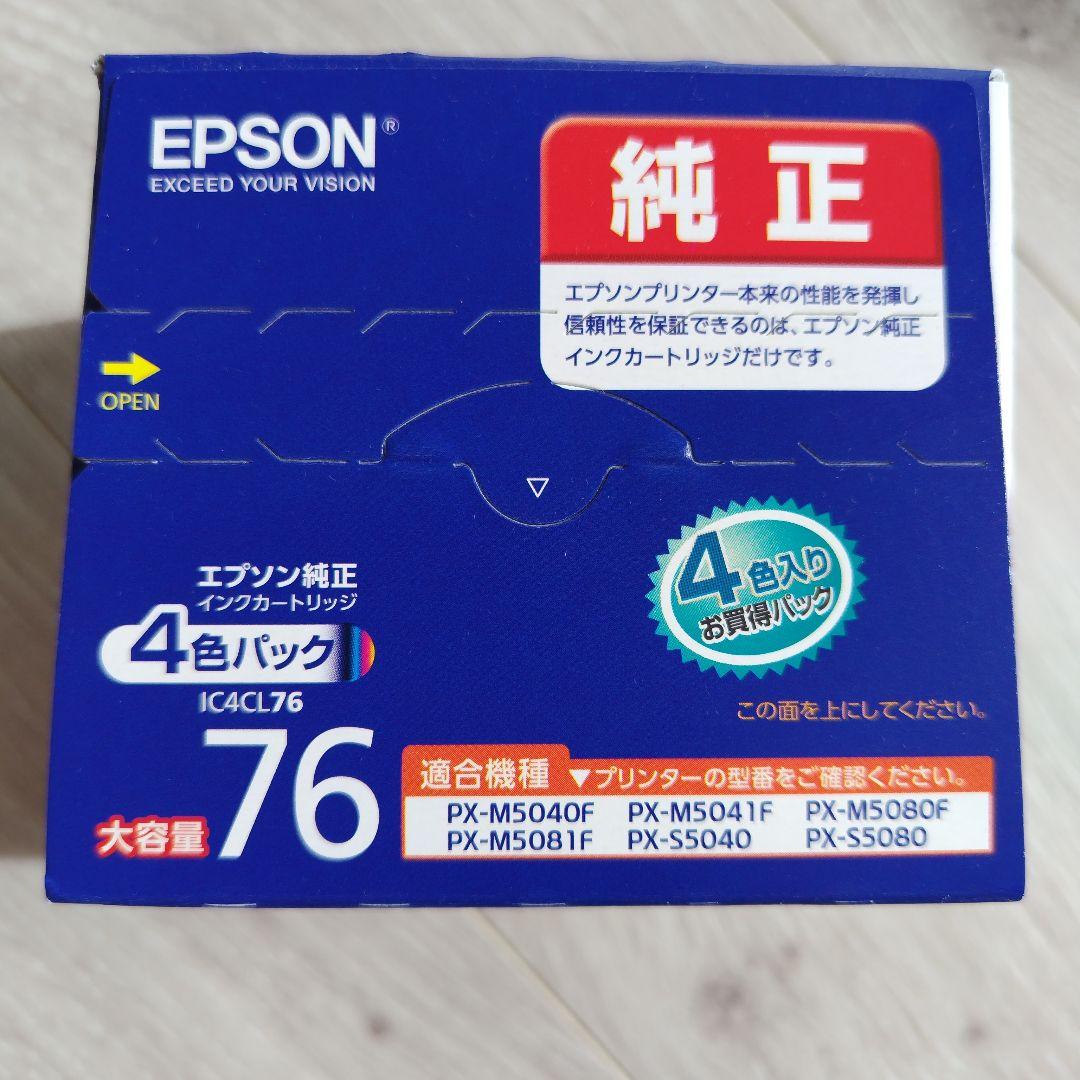 EPSON®
EXCEED YOUR VISION
純正
エプソンプリンター本来の性能を発揮し
信頼性を保証できるのは、エプソン純正
インクカートリッジだけです。
OPEN
エプソン純正
インクカートリッジ
4色パック
IC4CL76
大容量 76
4色入り
お買得パック
この面を上にしてください。
適合機種 ▼プリンターの型番をご確認ください。
PX-M5040F PX-M5041F PX-M5080F
PX-M5081F PX-S5040 PX-S5080